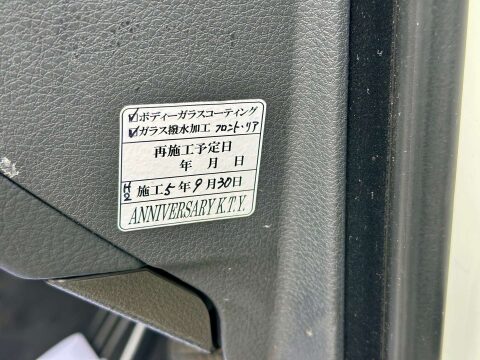 ボディーガラスコーティング
ガラス撥水加工 フロント・リア
再施工予定日
年 月 日
施工5年9月30日
ANNIVERSARY K.T.Y.